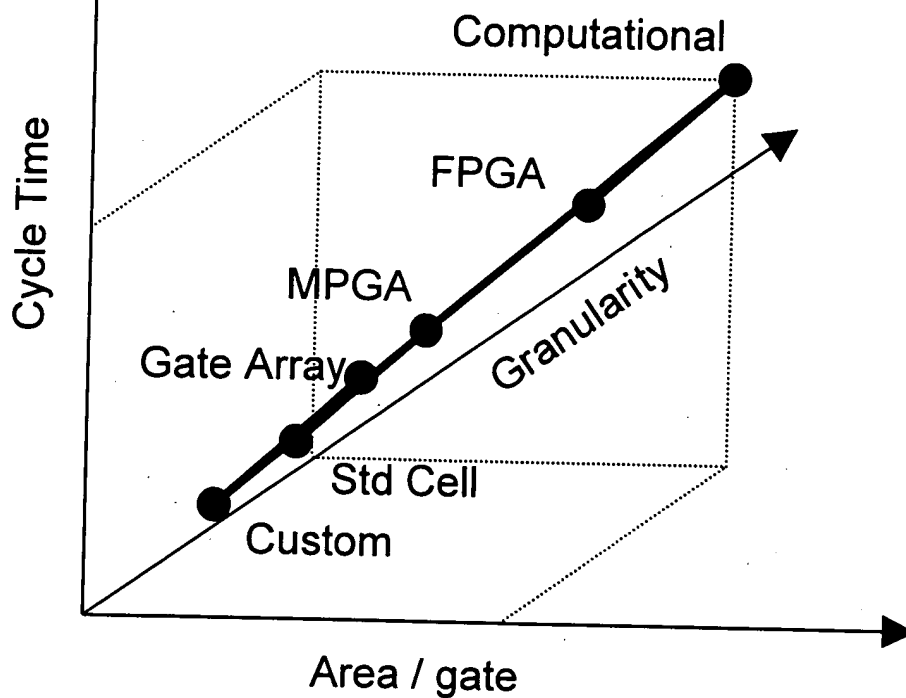 Computational
FPGA
MPGA
Gate Array
Std Cell
Custom
Cycle Time
Granularity
Area / gate